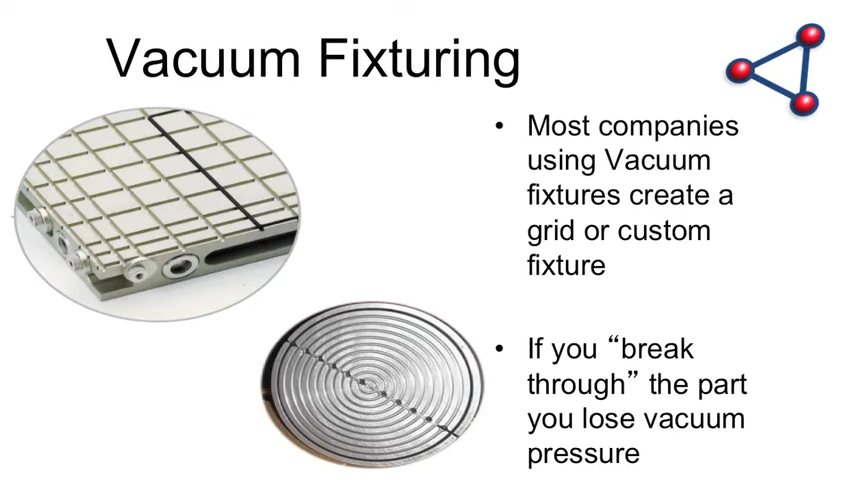 Vacuum Fixturing
• Most companies
using Vacuum
fixtures create a
grid or custom
fixture
• If you “break
through” the part
you lose vacuum
pressure